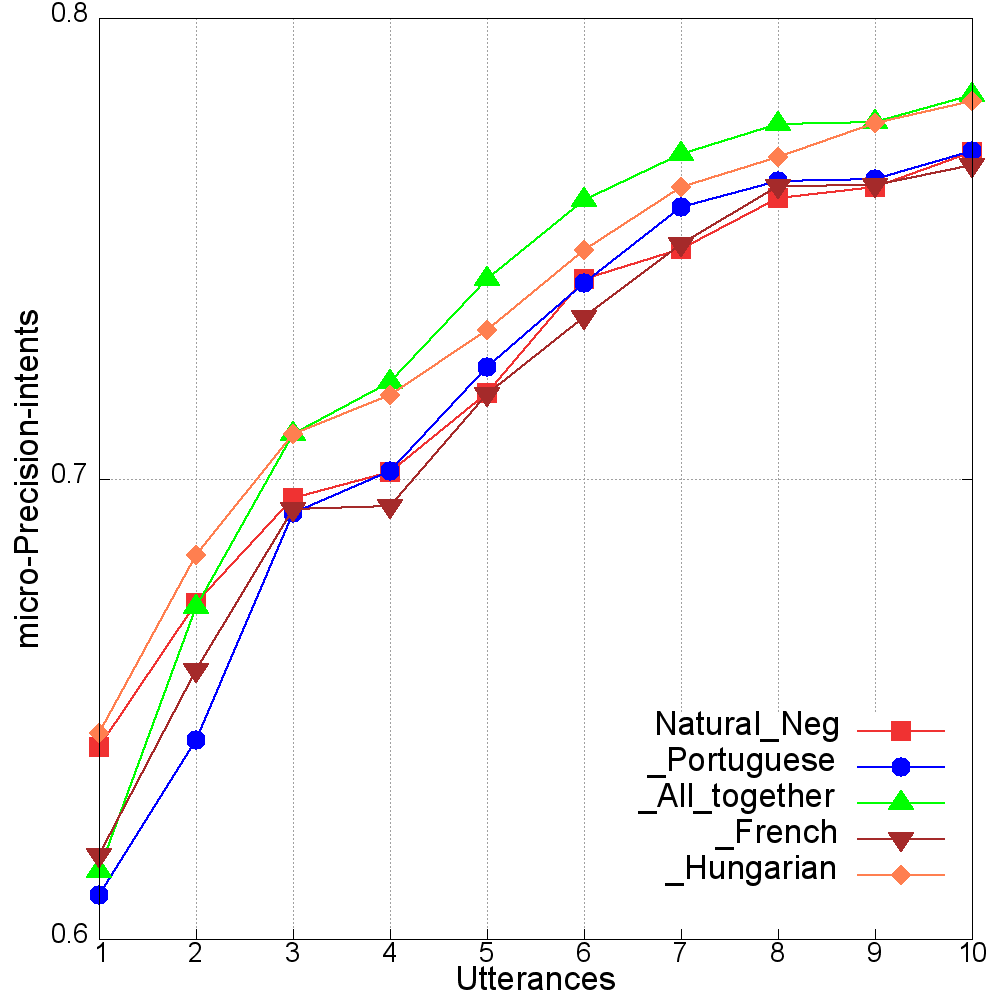 0.8
0.7
0.6
micro-Precision-intents
Natural_Neg
_Portuguese
_All_together
_French
_Hungarian
1 2 3 4 5 6 7 8 9 10
Utterances